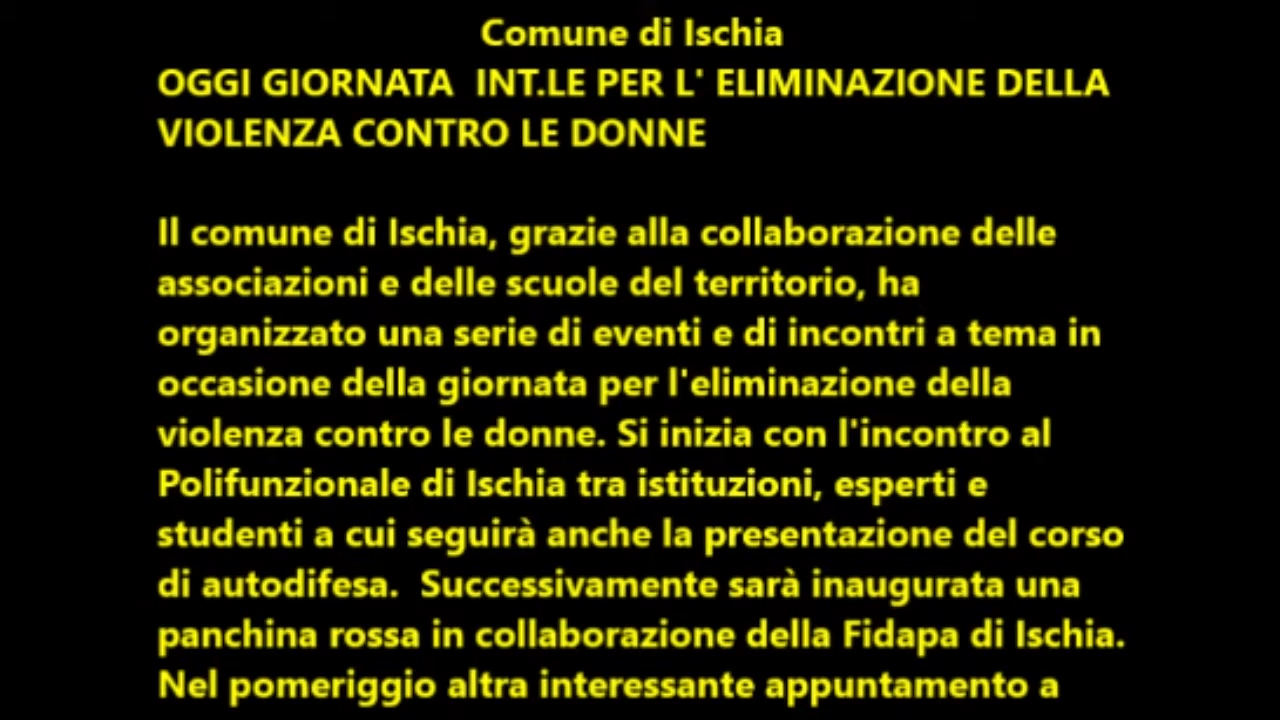 Comune di Ischia
OGGI GIORNATA  INT.LE PER L' ELIMINAZIONE DELLA
VIOLENZA CONTRO LE DONNE
Il comune di Ischia, grazie alla collaborazione delle
associazioni e delle scuole del territorio, ha
organizzato una serie di eventi e di incontri a tema in
occasione della giornata per l'eliminazione della
violenza contro le donne. Si inizia con l'incontro al
Polifunzionale di Ischia tra istituzioni, esperti e
studenti a cui seguirà anche la presentazione del corso
di autodifesa.  Successivamente sarà inaugurata una
panchina rossa in collaborazione della Fidapa di Ischia.
Nel pomeriggio altra interessante appuntamento a